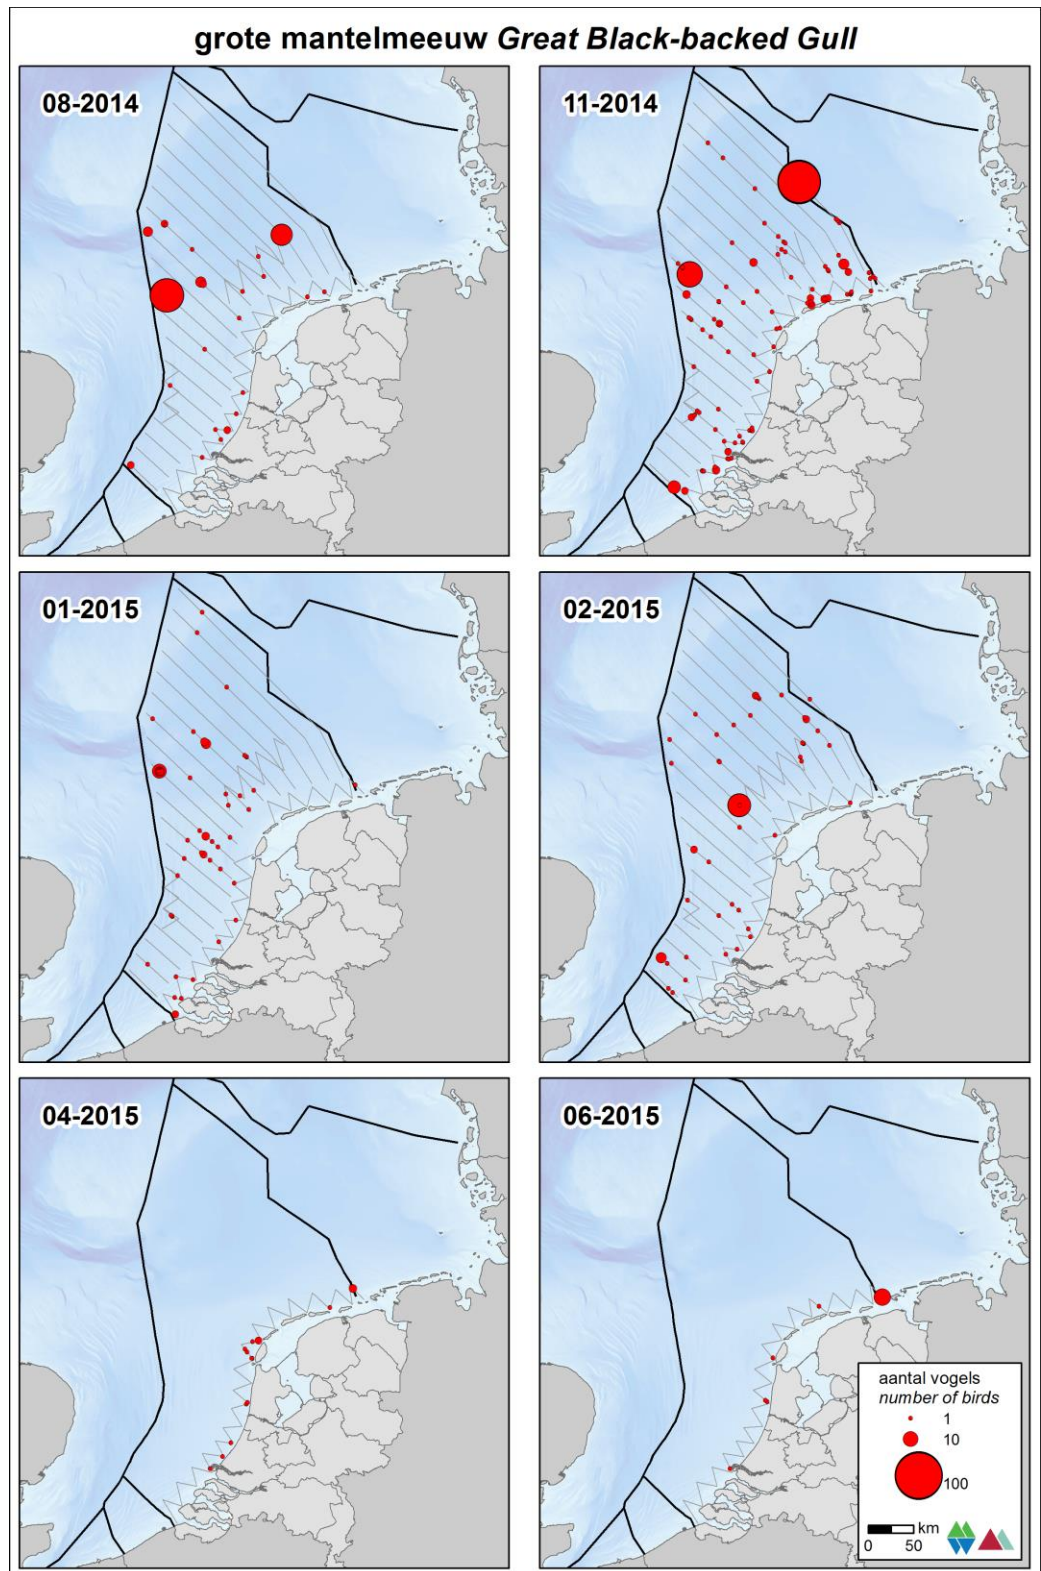 grote mantelmeeuw Great Black-backed Gull
08-2014
11-2014
01-2015
02-2015
04-2015
06-2015
aantal vogels
number of birds
1
10
100
km
0 50